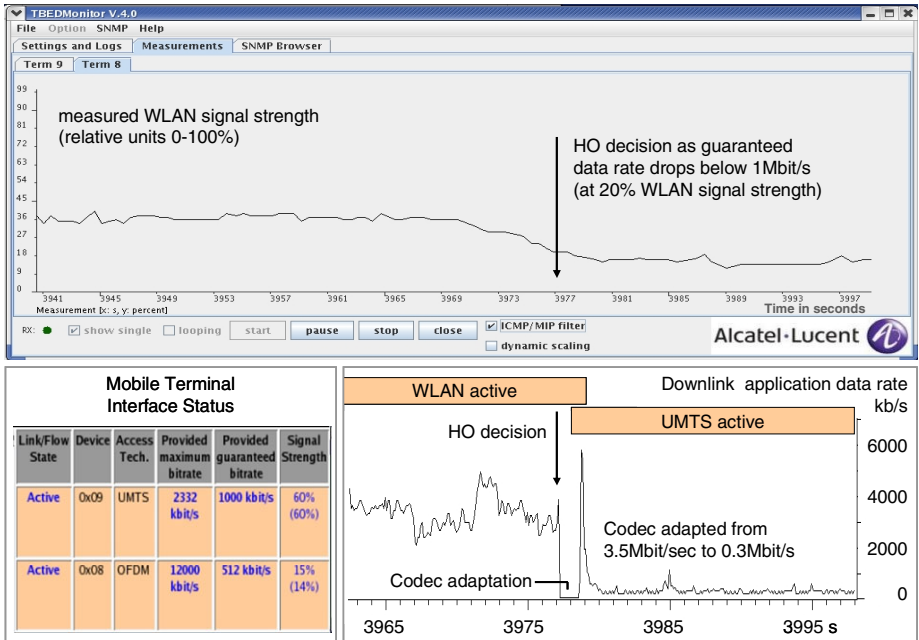 TBEDMonitor V.4.0
File Option SNMP Help
Settings and Logs Measurements SNMP Browser
Term 9 Term 8
99
90
81
72
63
54
45
36
27
18
9
0
measured WLAN signal strength
(relative units 0-100%)
HO decision as guaranteed
data rate drops below 1Mbit/s
(at 20% WLAN signal strength)
3941 3945 3949 3953 3957 3961 3965 3969 3973 3977 3981 3985 3989 3993 3997
Measurement [x: s, y: percent]
Time in seconds
RX: show single looping start pause stop close ICMP/MIP filter
dynamic scaling
Alcatel·Lucent
Mobile Terminal
Interface Status
Link/Flow State Device Access Tech. Provided maximum bitrate Provided guaranteed bitrate Signal Strength
Active 0x09 UMTS 2332 kbit/s 1000 kbit/s 60% (60%)
Active 0x08 OFDM 12000 kbit/s 512 kbit/s 15% (14%)
WLAN active
Downlink application data rate
kb/s
UMTS active
HO decision
6000
4000
2000
0
Codec adapted from
3.5Mbit/sec to 0.3Mbit/s
Codec adaptation
3965 3975 3985 3995 s